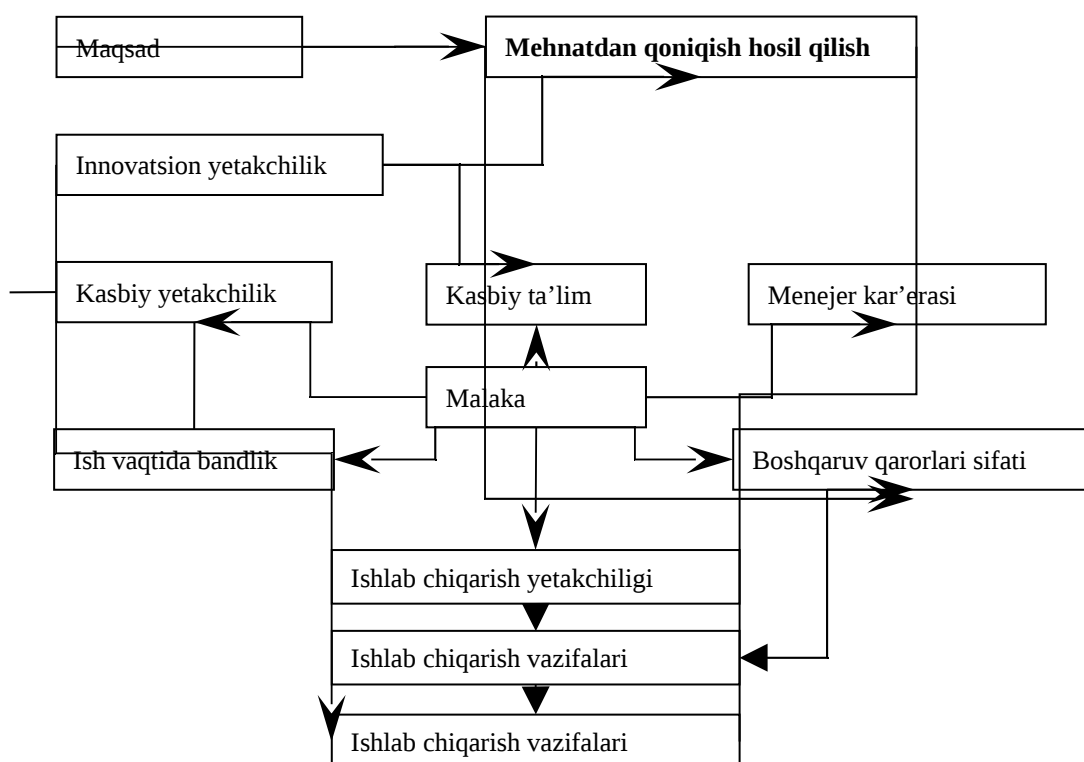 Maqsad
Mehnatdan qoniqish hosil qilish
Innovatsion yetakchilik
Kasbiy yetakchilik
Kasbiy ta’lim
Menejer kar’erasi
Malaka
Ish vaqtida bandlik
Boshqaruv qarorlari sifati
Ishlab chiqarish yetakchiligi
Ishlab chiqarish vazifalari
Ishlab chiqarish vazifalari